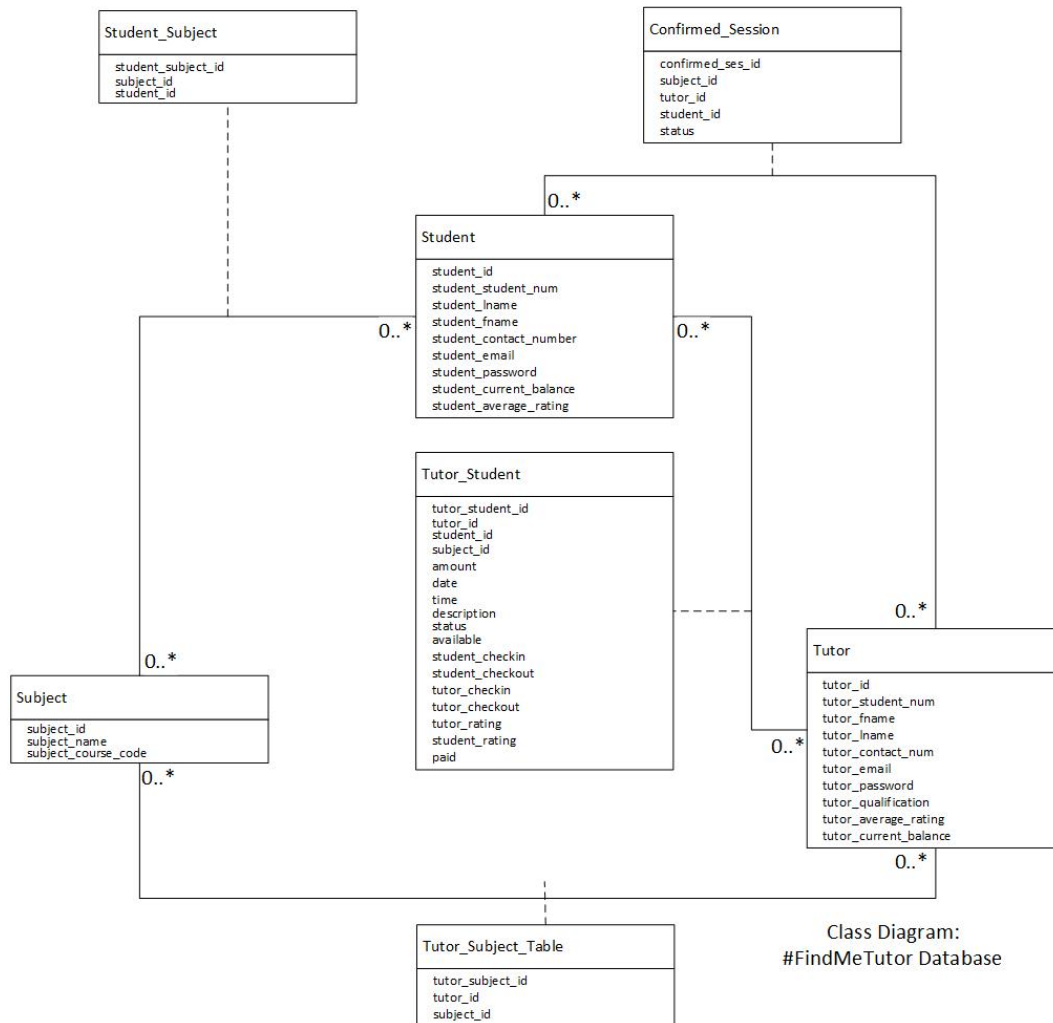 Student_Subject
student_subject_id
subject_id
student_id
Confirmed_Session
confirmed_ses_id
subject_id
tutor_id
student_id
status
0..*
Student
student_id
student_student_num
student_lname
student_fname
student_contact_number
student_email
student_password
student_current_balance
student_average_rating
0..*
0..*
Tutor_Student
tutor_student_id
tutor_id
student_id
subject_id
amount
date
time
description
status
available
student_checkin
student_checkout
tutor_checkin
tutor_checkout
tutor_rating
student_rating
paid
0..*
0..*
Subject
subject_id
subject_name
subject_course_code
0..*
Tutor
tutor_id
tutor_student_num
tutor_fname
tutor_lname
tutor_contact_num
tutor_email
tutor_password
tutor_qualification
tutor_average_rating
tutor_current_balance
0..*
0..*
Tutor_Subject_Table
tutor_subject_id
tutor_id
subject_id
Class Diagram:
#FindMeTutor Database